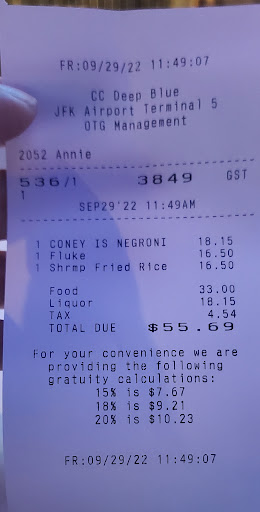 FR:09/29/22 11:49:07
CC Deep Blue
JFK Airport Terminal 5
OTG Management
2052 Annie
536/1 3849 GST
1
SEP29'22 11:49AM
1 CONEY IS NEGRONI 18.15
1 Fluke 16.50
1 Shrmp Fried Rice 16.50
Food 33.00
Liquor 18.15
TAX 4.54
TOTAL DUE $55.69
For your convenience we are
providing the following
gratuity calculations:
15% is $7.67
18% is $9.21
20% is $10.23
FR:09/29/22 11:49:07